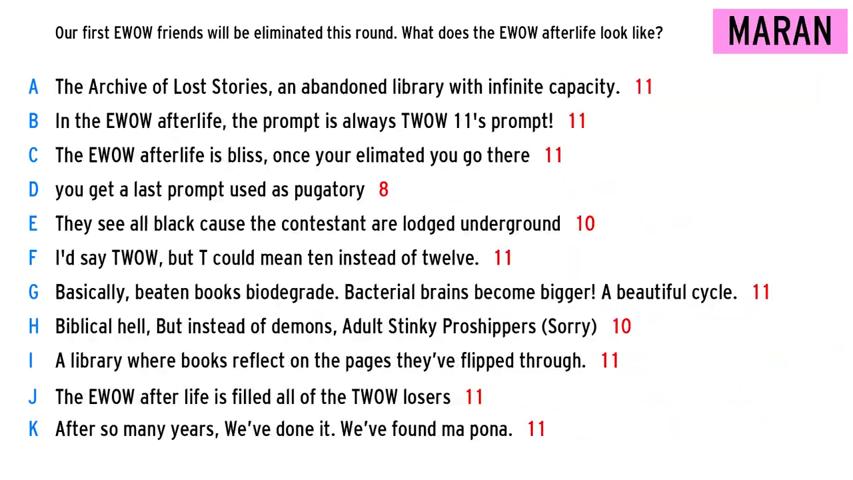 Our first EWOW friends will be eliminated this round. What does the EWOW afterlife look like?
MARAN
A The Archive of Lost Stories, an abandoned library with infinite capacity. 11
B In the EWOW afterlife, the prompt is always TWOW 11's prompt! 11
C The EWOW afterlife is bliss, once your elimated you go there 11
D you get a last prompt used as pugatory 8
E They see all black cause the contestant are lodged underground 10
F I'd say TWOW, but T could mean ten instead of twelve. 11
G Basically, beaten books biodegrade. Bacterial brains become bigger! A beautiful cycle. 11
H Biblical hell, But instead of demons, Adult Stinky Proshippers (Sorry) 10
I A library where books reflect on the pages they've flipped through. 11
J The EWOW after life is filled all of the TWOW losers 11
K After so many years, We've done it. We've found ma pona. 11